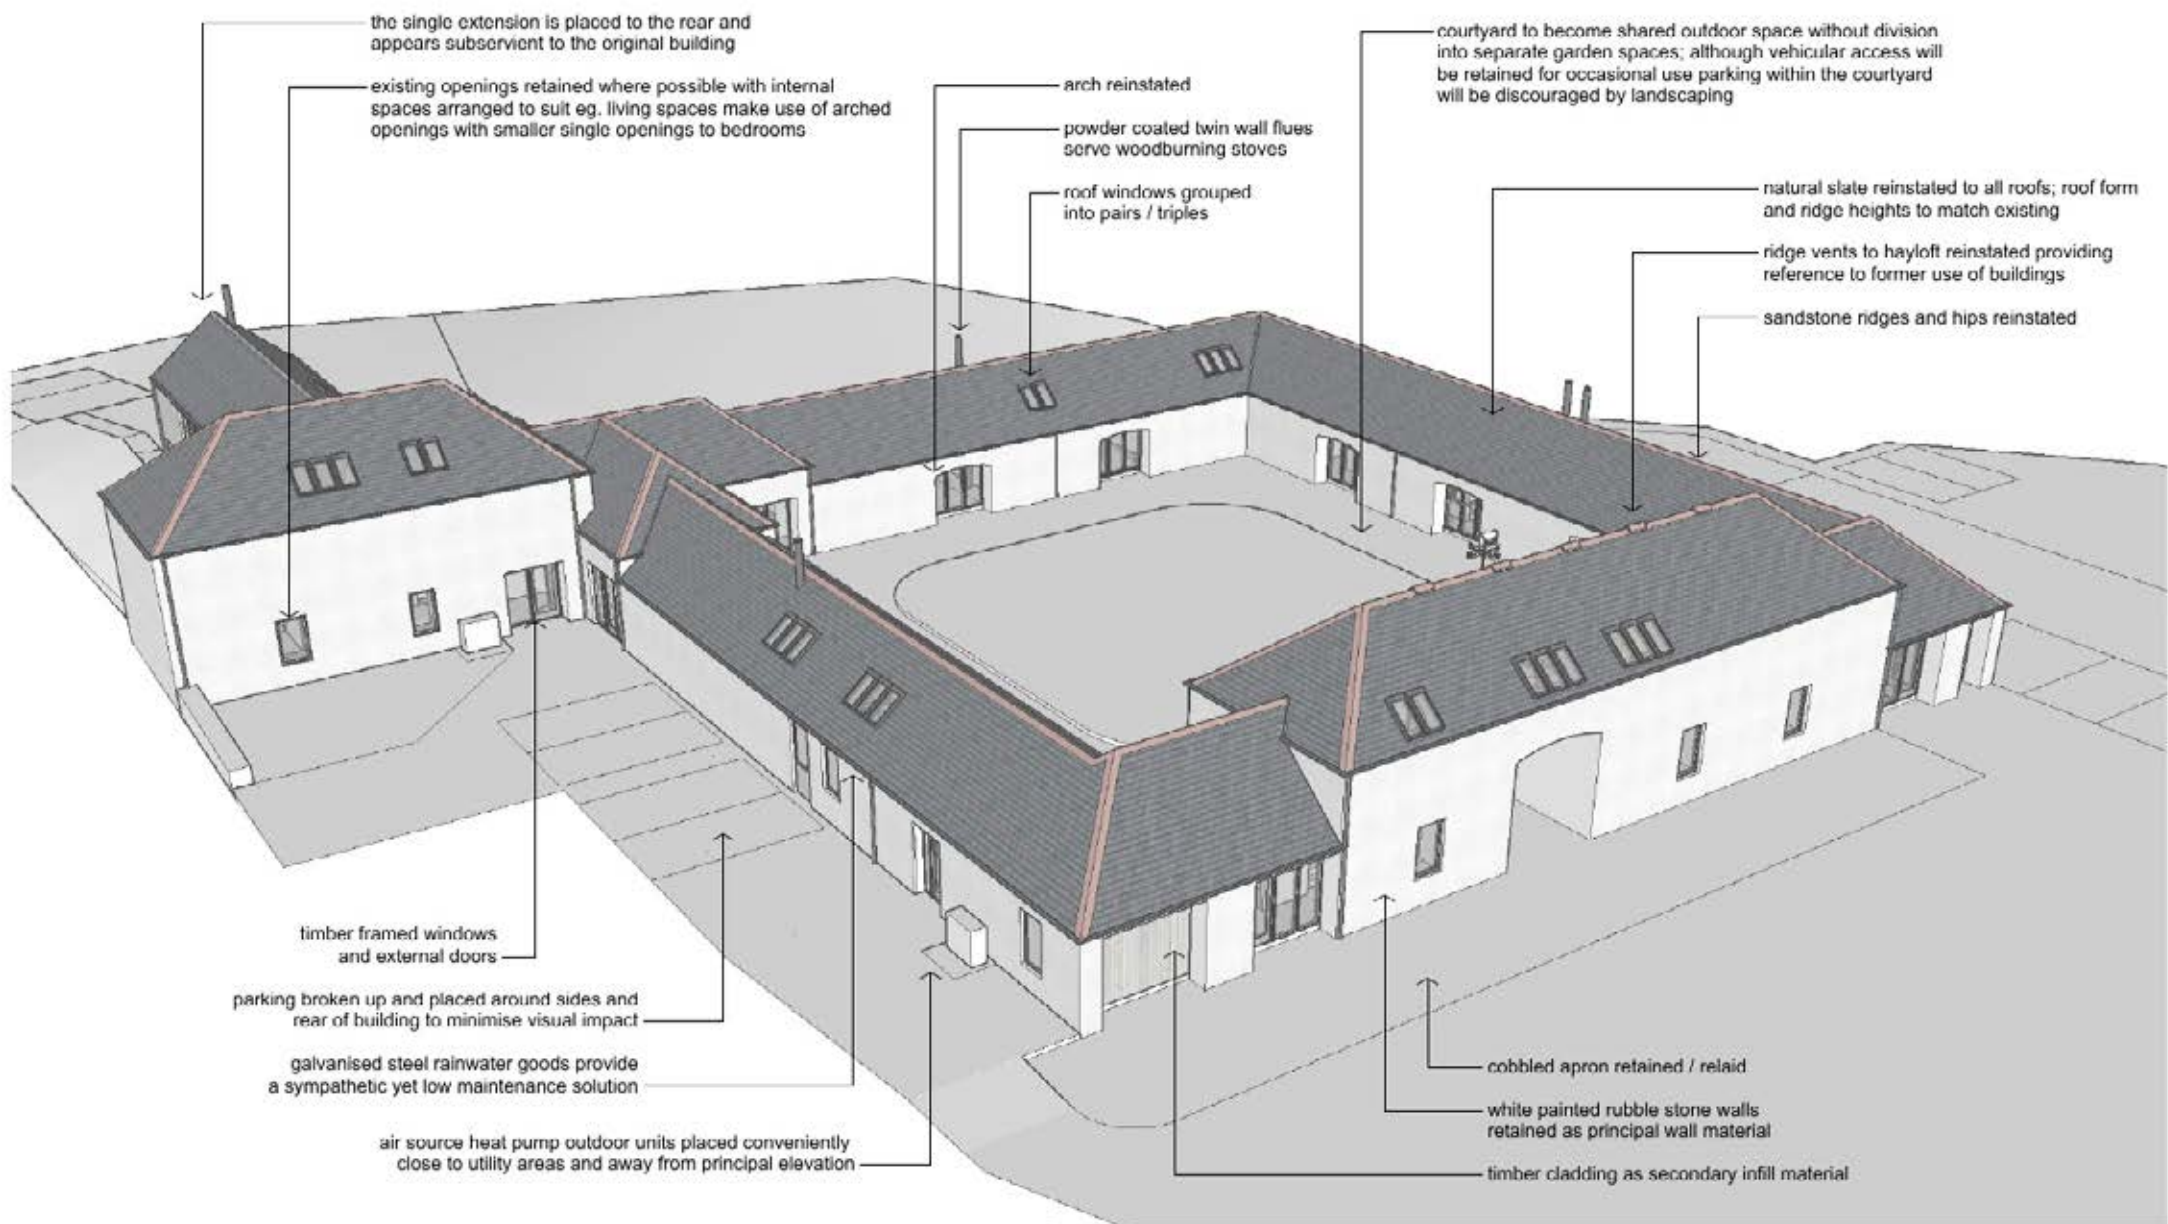 the single extension is placed to the rear and
appears subservient to the original building
existing openings retained where possible with internal
spaces arranged to suit eg. living spaces make use of arched
openings with smaller single openings to bedrooms
arch reinstated
powder coated twin wall flues
serve woodburning stoves
roof windows grouped
into pairs / triples
courtyard to become shared outdoor space without division
into separate garden spaces; although vehicular access will
be retained for occasional use parking within the courtyard
will be discouraged by landscaping
natural slate reinstated to all roofs; roof form
and ridge heights to match existing
ridge vents to hayloft reinstated providing
reference to former use of buildings
sandstone ridges and hips reinstated
timber framed windows
and external doors
parking broken up and placed around sides and
rear of building to minimise visual impact
galvanised steel rainwater goods provide
a sympathetic yet low maintenance solution
air source heat pump outdoor units placed conveniently
close to utility areas and away from principal elevation
cobbled apron retained / relaid
white painted rubble stone walls
retained as principal wall material
timber cladding as secondary infill material